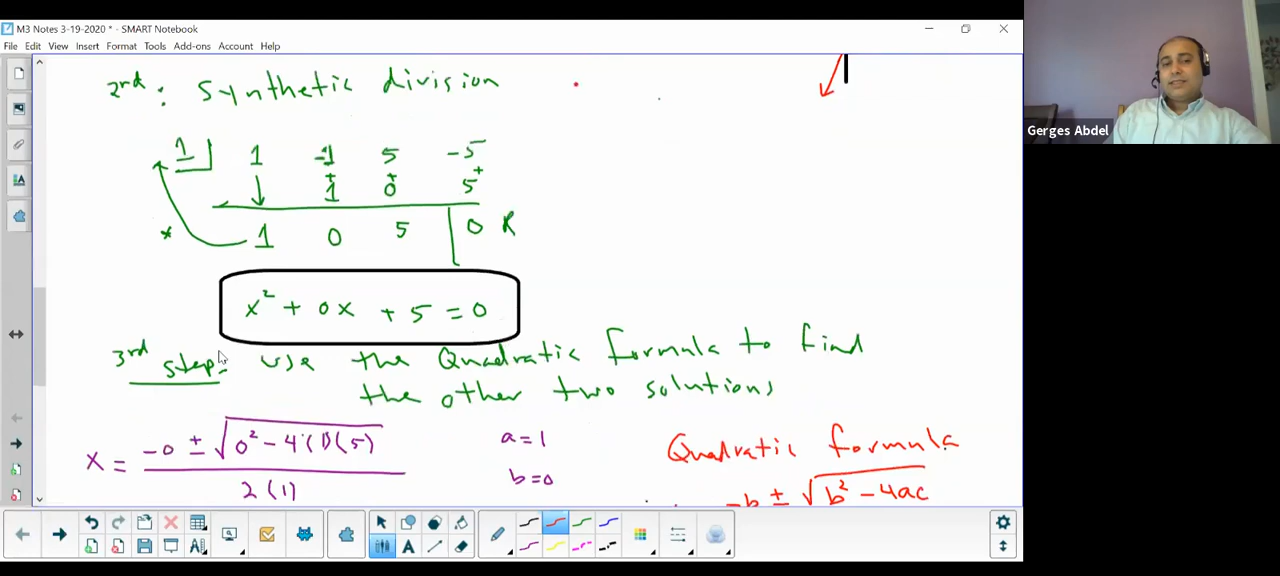 M3 Notes 3-19-2020 * - SMART Notebook
File Edit View Insert Format Tools Add-ons Account Help
2nd: Synthetic division
1 1 -1 5 -5
+ + +
1 0 5
* 1 0 5 0 R
x² + 0x + 5 = 0
3rd step: use the Quadratic formula to find
the other two solutions
x = -0 ± √0² - 4(1)(5)
2(1)
a = 1
b = 0
Quadratic formula
-b ± √b² - 4ac
Gerges Abdel